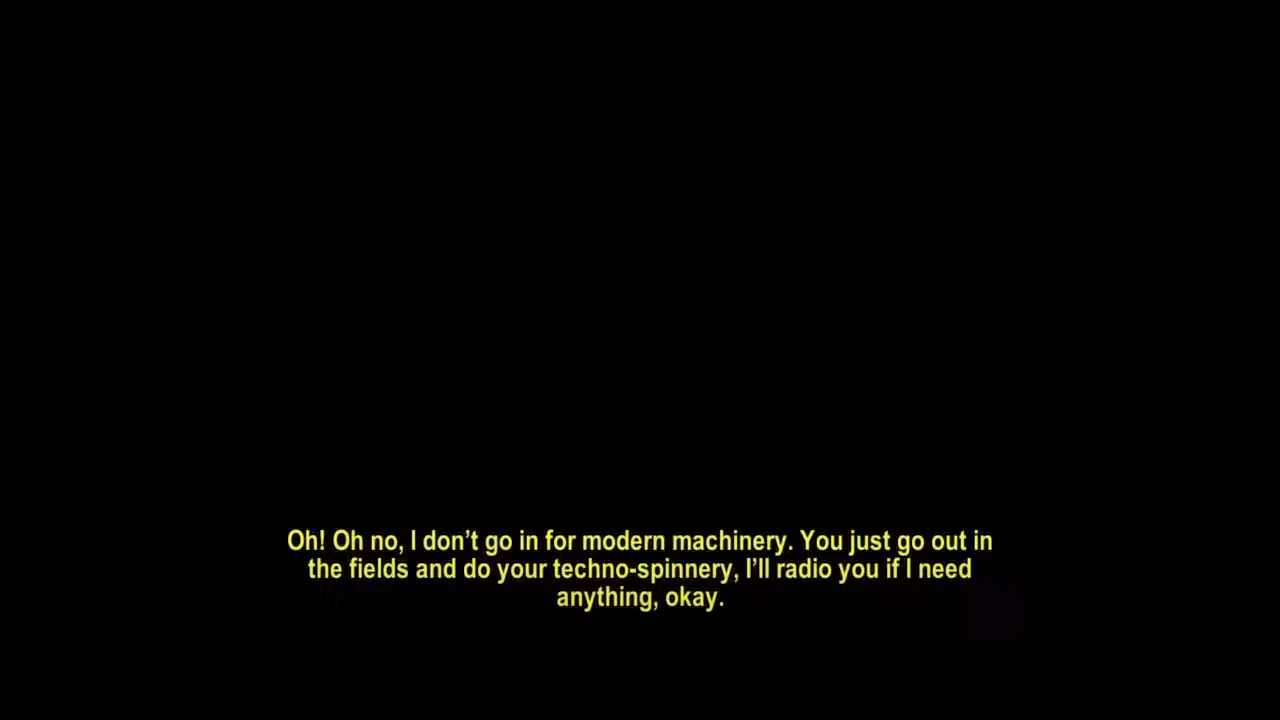 Oh! Oh no, I don’t go in for modern machinery. You just go out in
the fields and do your techno-spinnery, I’ll radio you if I need
anything, okay.